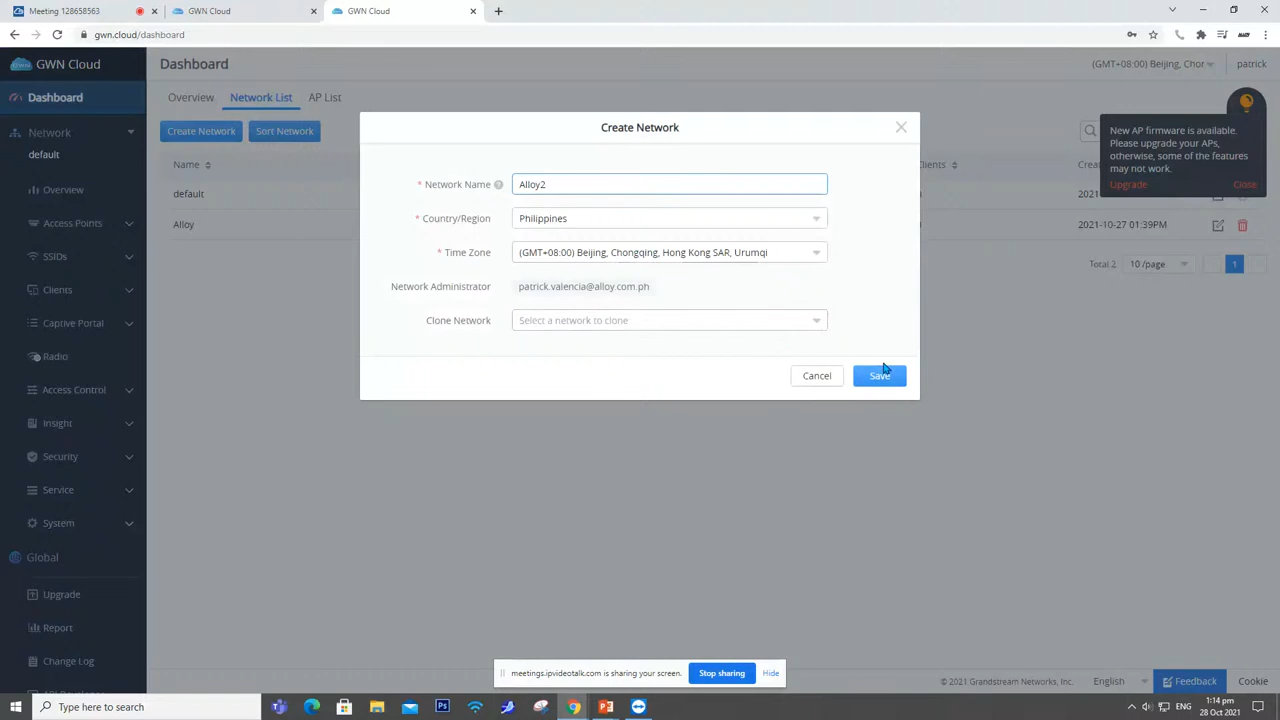 Meeting 128658563
GWN Cloud
GWN Cloud
gwn.cloud/dashboard
GWN Cloud
Dashboard
(GMT+08:00) Beijing, Chor
patrick
Dashboard
Network
default
Overview
Access Points
SSIDs
Clients
Captive Portal
Radio
Access Control
Insight
Security
Service
System
Global
Upgrade
Report
Change Log
Overview
Network List
AP List
Create Network
Sort Network
Name
default
Alloy
Create Network
* Network Name
Alloy2
* Country/Region
Philippines
* Time Zone
(GMT+08:00) Beijing, Chongqing, Hong Kong SAR, Urumqi
Network Administrator
patrick.valencia@alloy.com.ph
Clone Network
Select a network to clone
Cancel
Save
New AP firmware is available.
Please upgrade your APs,
otherwise, some of the features
may not work.
Upgrade
Close
2021-10-27 01:39PM
Total 2
10 /page
1
meetings.ipvideotalk.com is sharing your screen.
Stop sharing
Hide
© 2021 Grandstream Networks, Inc.
English
Feedback
Cookie
Type here to search
ENG
1:14 pm
28 Oct 2021